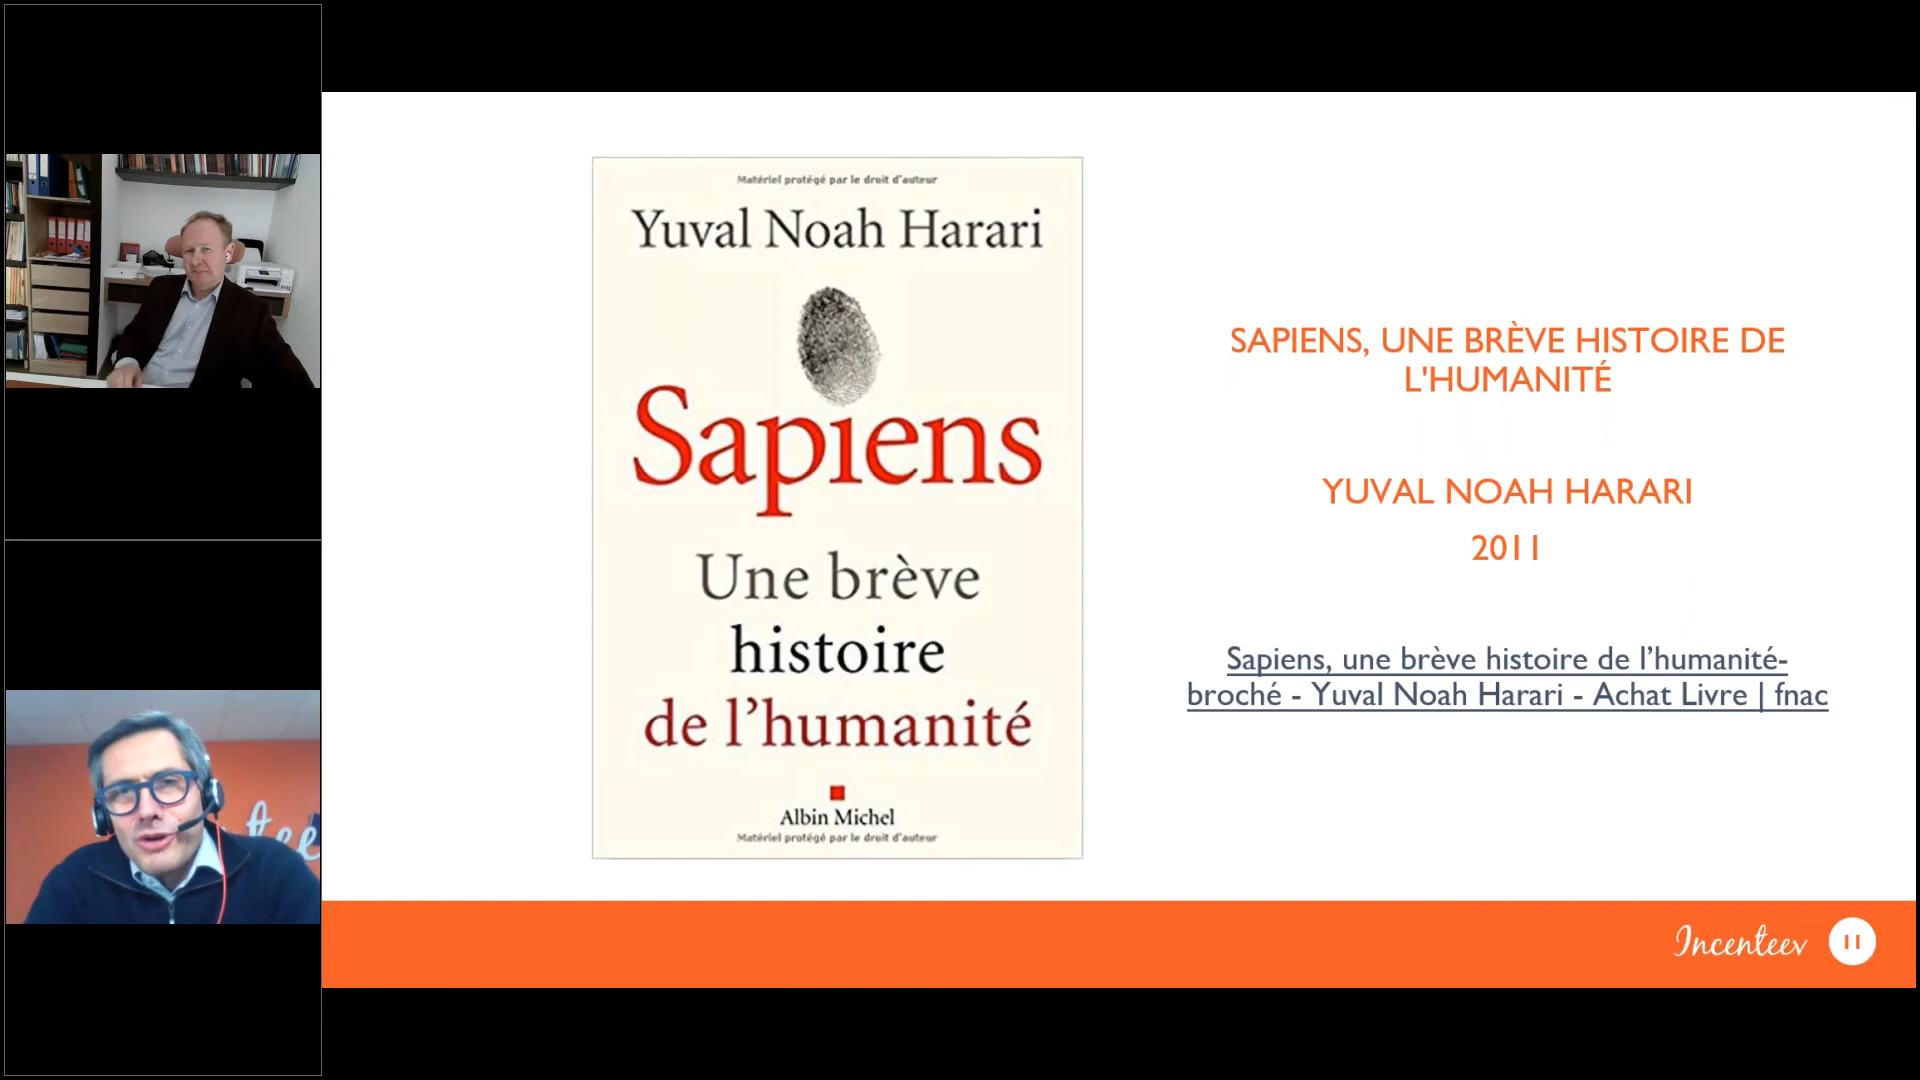 Matériel protégé par le droit d'auteur
Yuval Noah Harari
Sapiens
Une brève
histoire
de l'humanité
Albin Michel
Matériel protégé par le droit d'auteur
SAPIENS, UNE BRÈVE HISTOIRE DE
L'HUMANITÉ
YUVAL NOAH HARARI
2011
Sapiens, une brève histoire de l'humanité-
broché - Yuval Noah Harari - Achat Livre | fnac
Incenteev
11